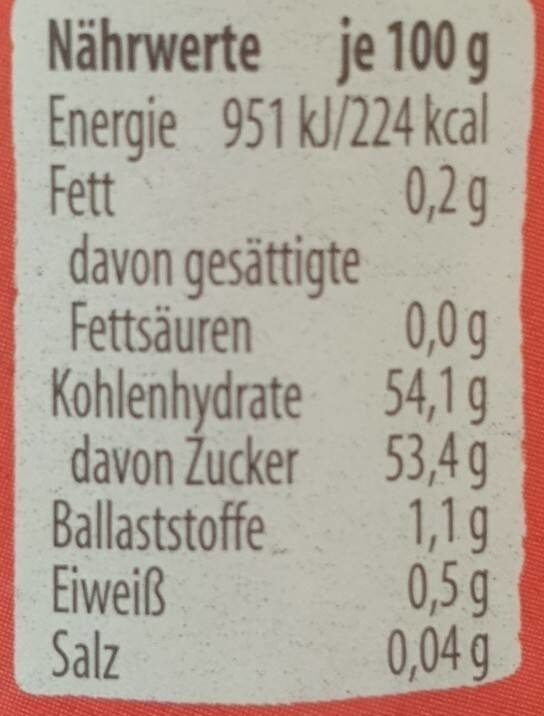 Nährwerte je 100 g
Energie 951 kJ/224 kcal
Fett 0,2 g
davon gesättigte
Fettsäuren 0,0 g
Kohlenhydrate 54,1 g
davon Zucker 53,4 g
Ballaststoffe 1,1 g
Eiweiß 0,5 g
Salz 0,04 g